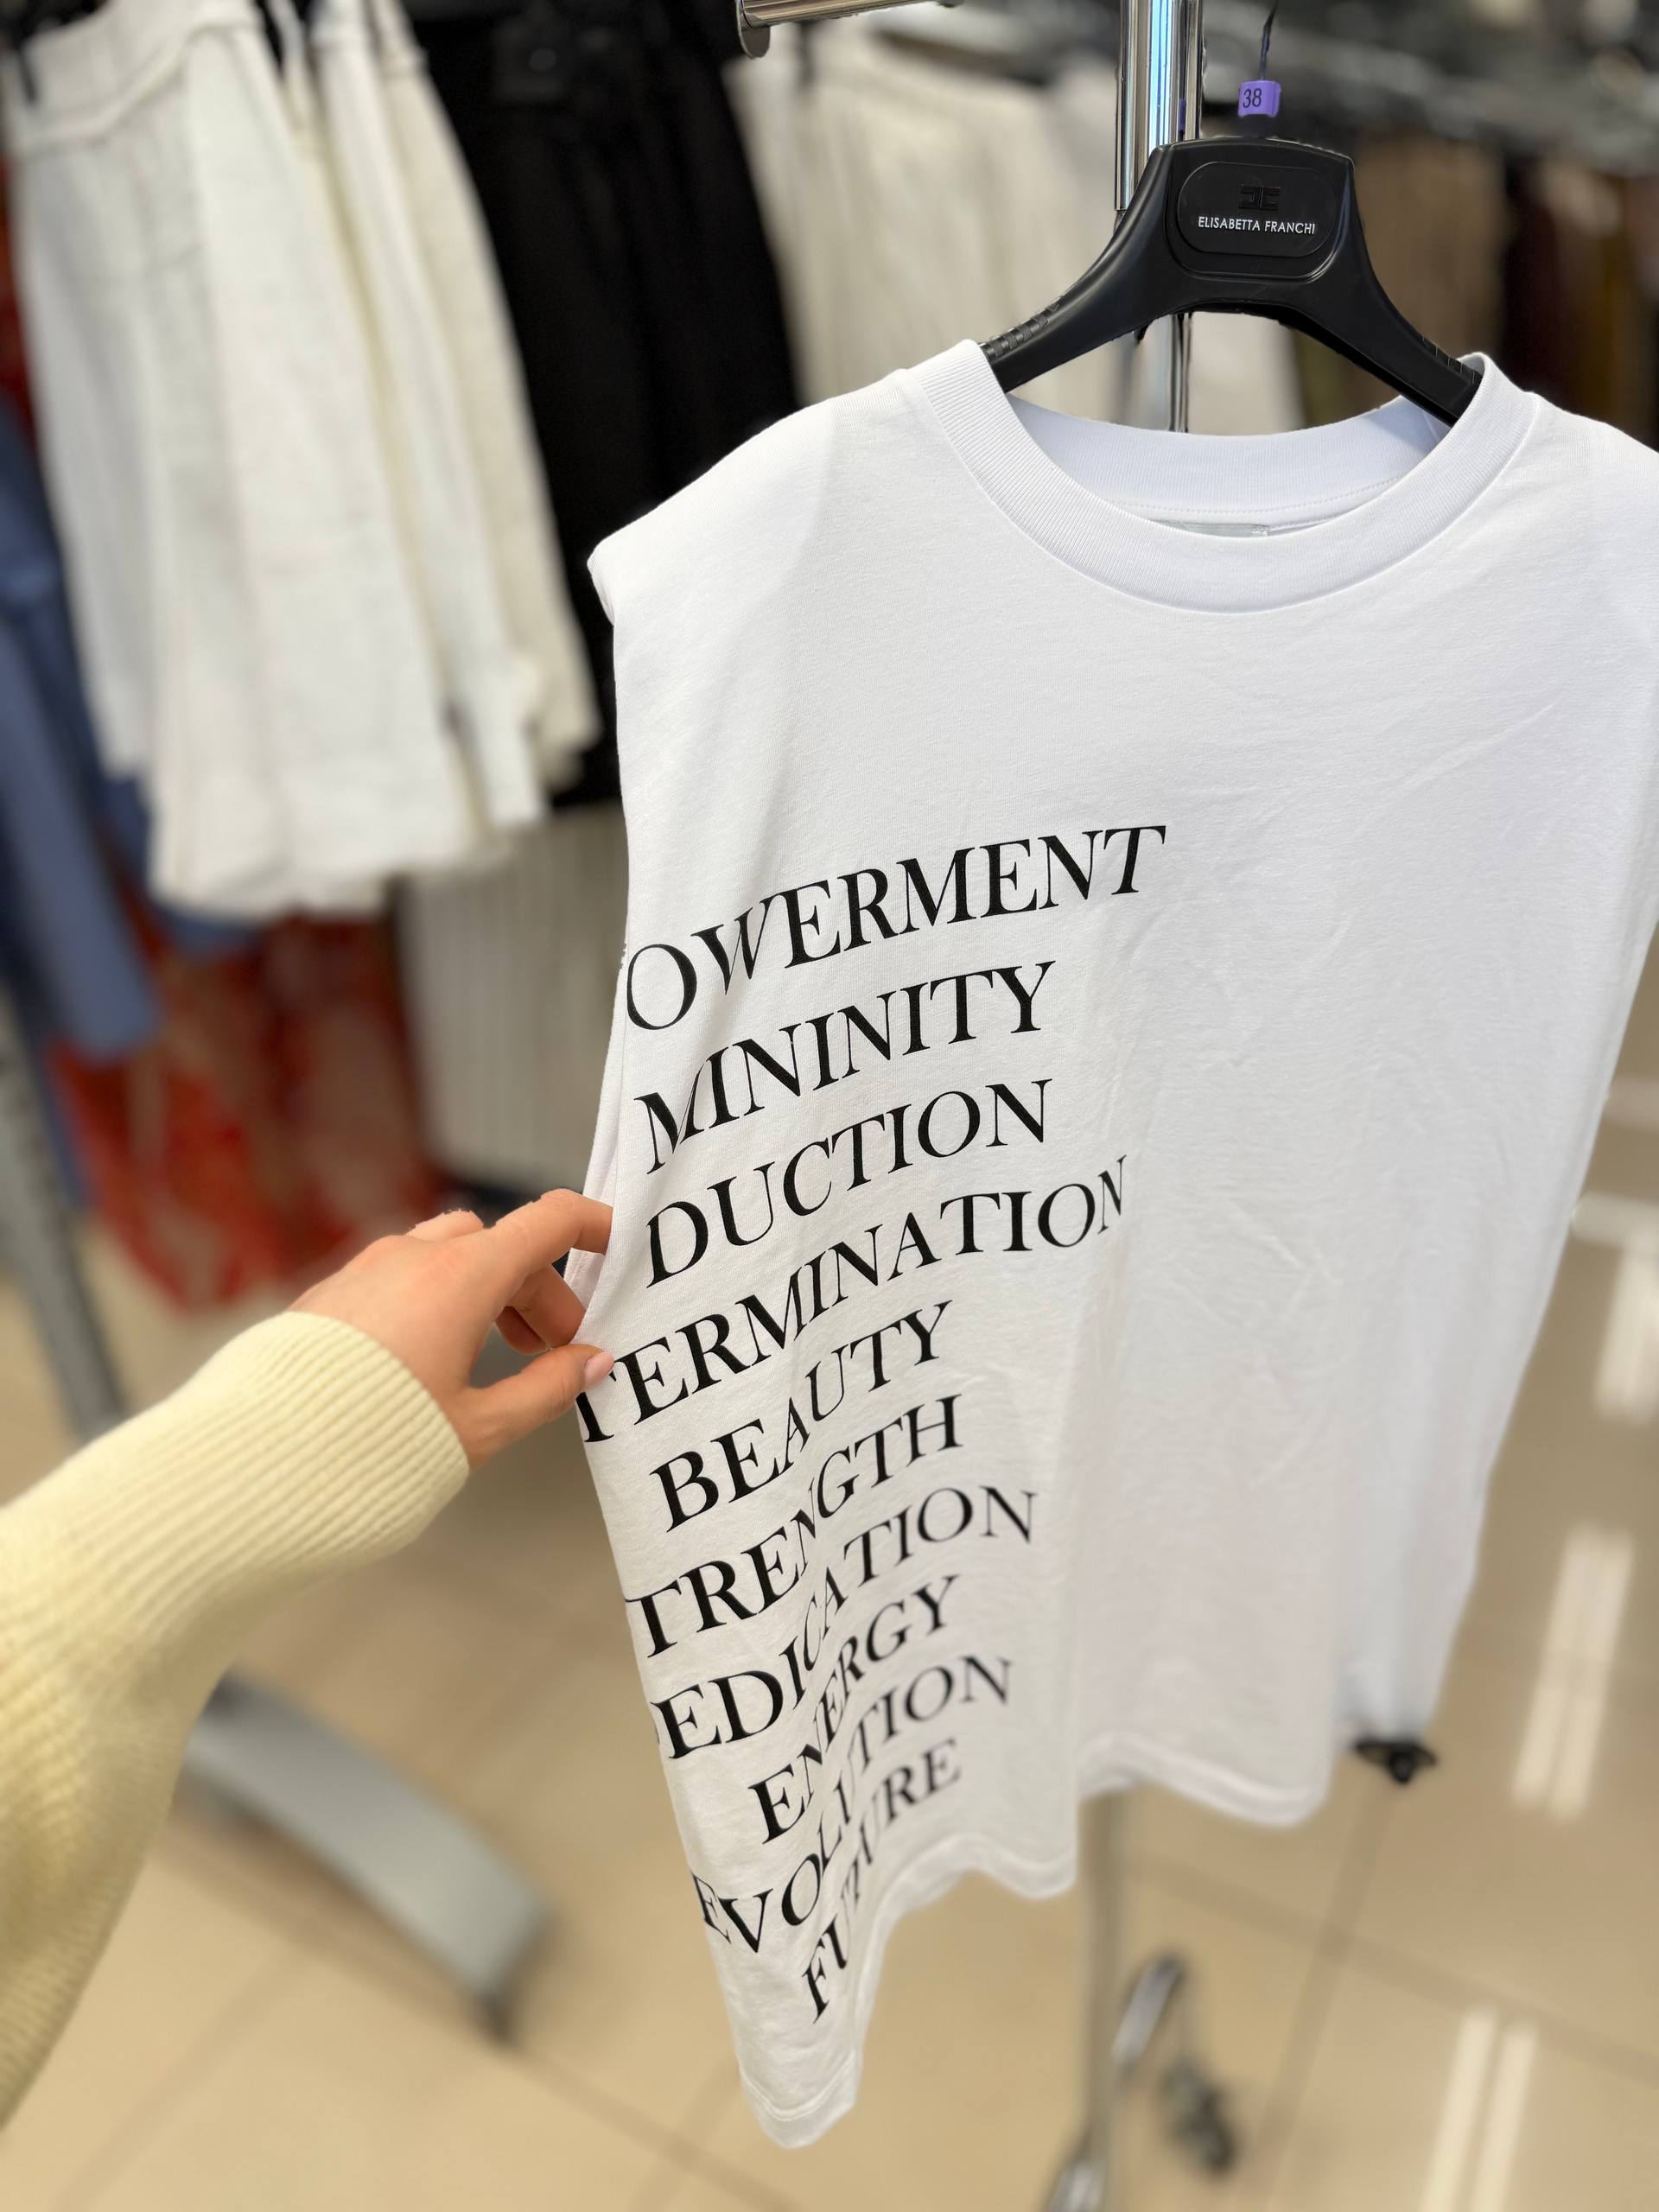 38
ELISABETTA FRANCHI
OWERMENT
MININITY
DUCTION
TERMINATION
BEAUTY
TRENGTH
EDICATION
ENERGY
EVOLUTION
FUTURE